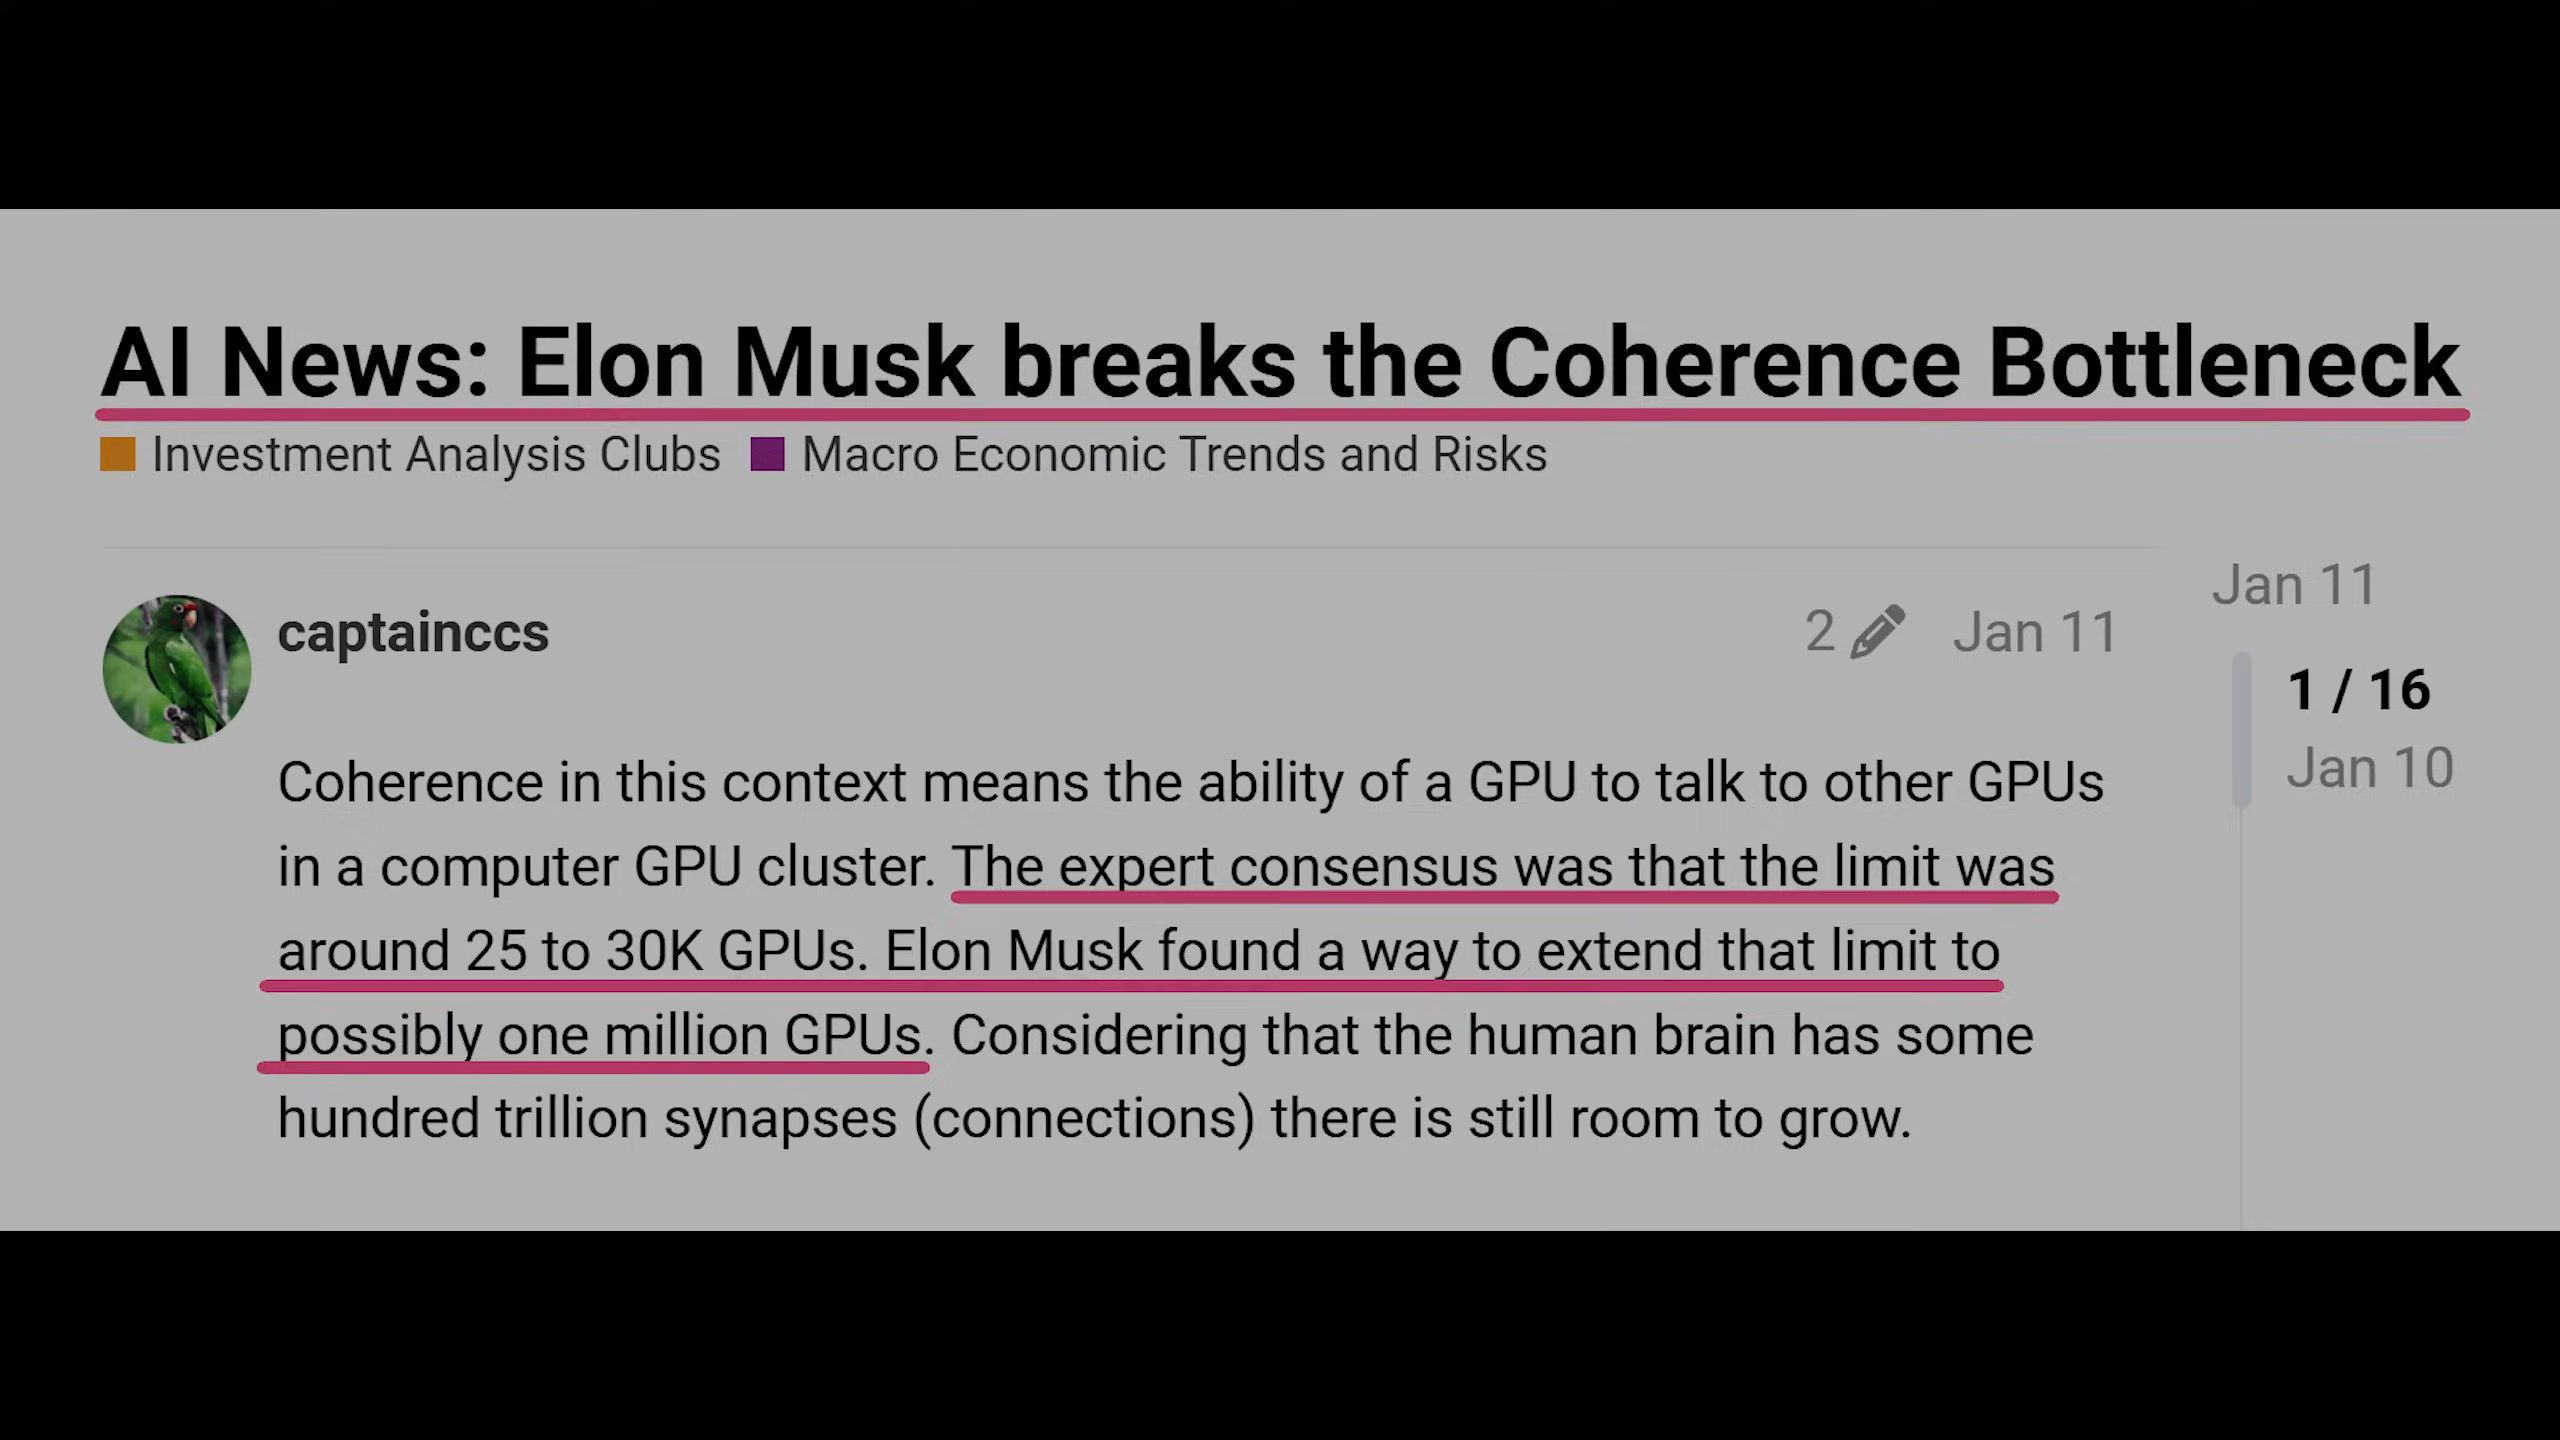 AI News: Elon Musk breaks the Coherence Bottleneck
Investment Analysis Clubs Macro Economic Trends and Risks
captainccs
2 Jan 11
Coherence in this context means the ability of a GPU to talk to other GPUs
in a computer GPU cluster. The expert consensus was that the limit was
around 25 to 30K GPUs. Elon Musk found a way to extend that limit to
possibly one million GPUs. Considering that the human brain has some
hundred trillion synapses (connections) there is still room to grow.
Jan 11
1 / 16
Jan 10